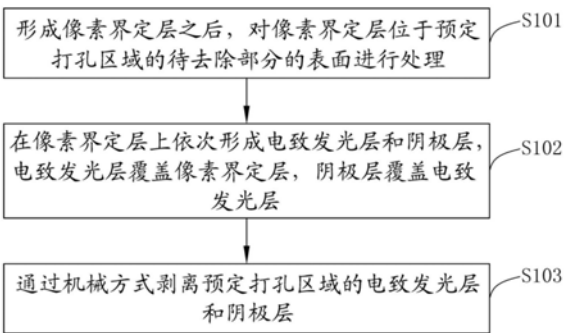 形成像素界定层之后，对像素界定层位于预定
打孔区域的待去除部分的表面进行处理
S101
在像素界定层上依次形成电致发光层和阴极层，
电致发光层覆盖像素界定层，阴极层覆盖电致
发光层
S102
通过机械方式剥离预定打孔区域的电致发光层
和阴极层
S103